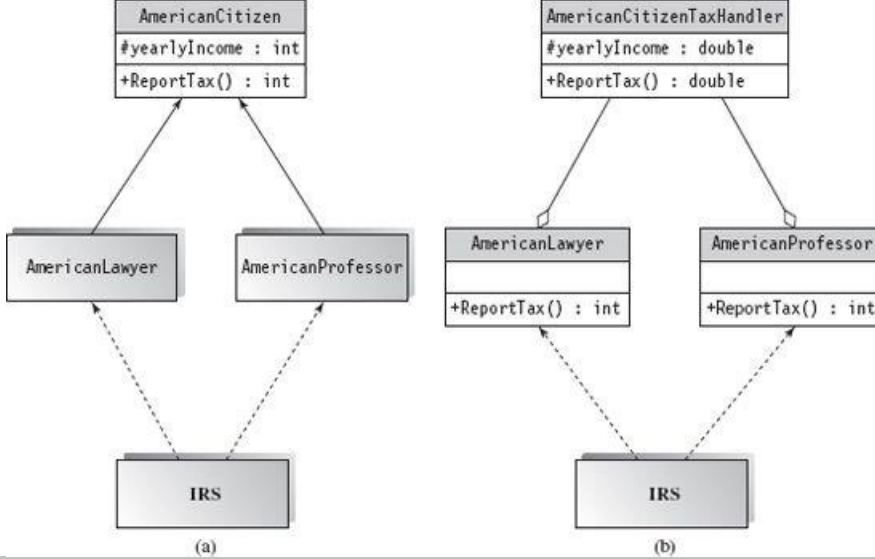 AmericanCitizen
#yearlyIncome : int
+ReportTax() : int
AmericanLawyer
AmericanProfessor
IRS
(a)
AmericanCitizenTaxHandler
#yearlyIncome : double
+ReportTax() : double
AmericanLawyer
+ReportTax() : int
AmericanProfessor
+ReportTax() : int
IRS
(b)